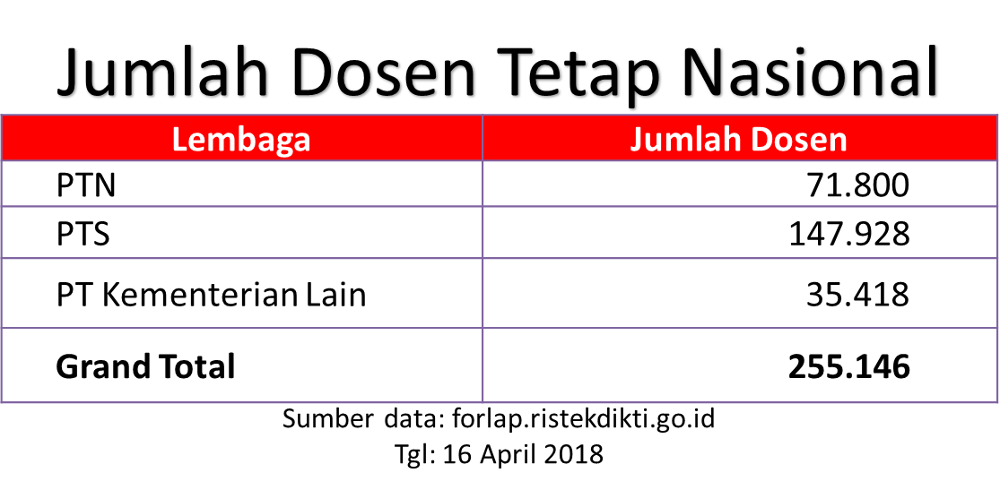 Jumlah Dosen Tetap Nasional
Lembaga Jumlah Dosen
PTN 71.800
PTS 147.928
PT Kementerian Lain 35.418
Grand Total 255.146
Sumber data: forlap.ristekdikti.go.id
Tgl: 16 April 2018